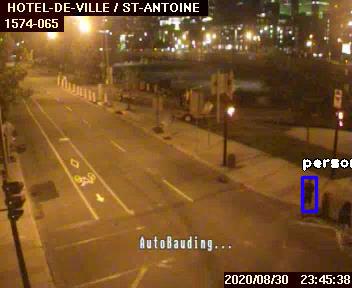 HOTEL-DE-VILLE / ST-ANTOINE
1574-065
person
AutoBauding...
2020/08/30 23:45:38